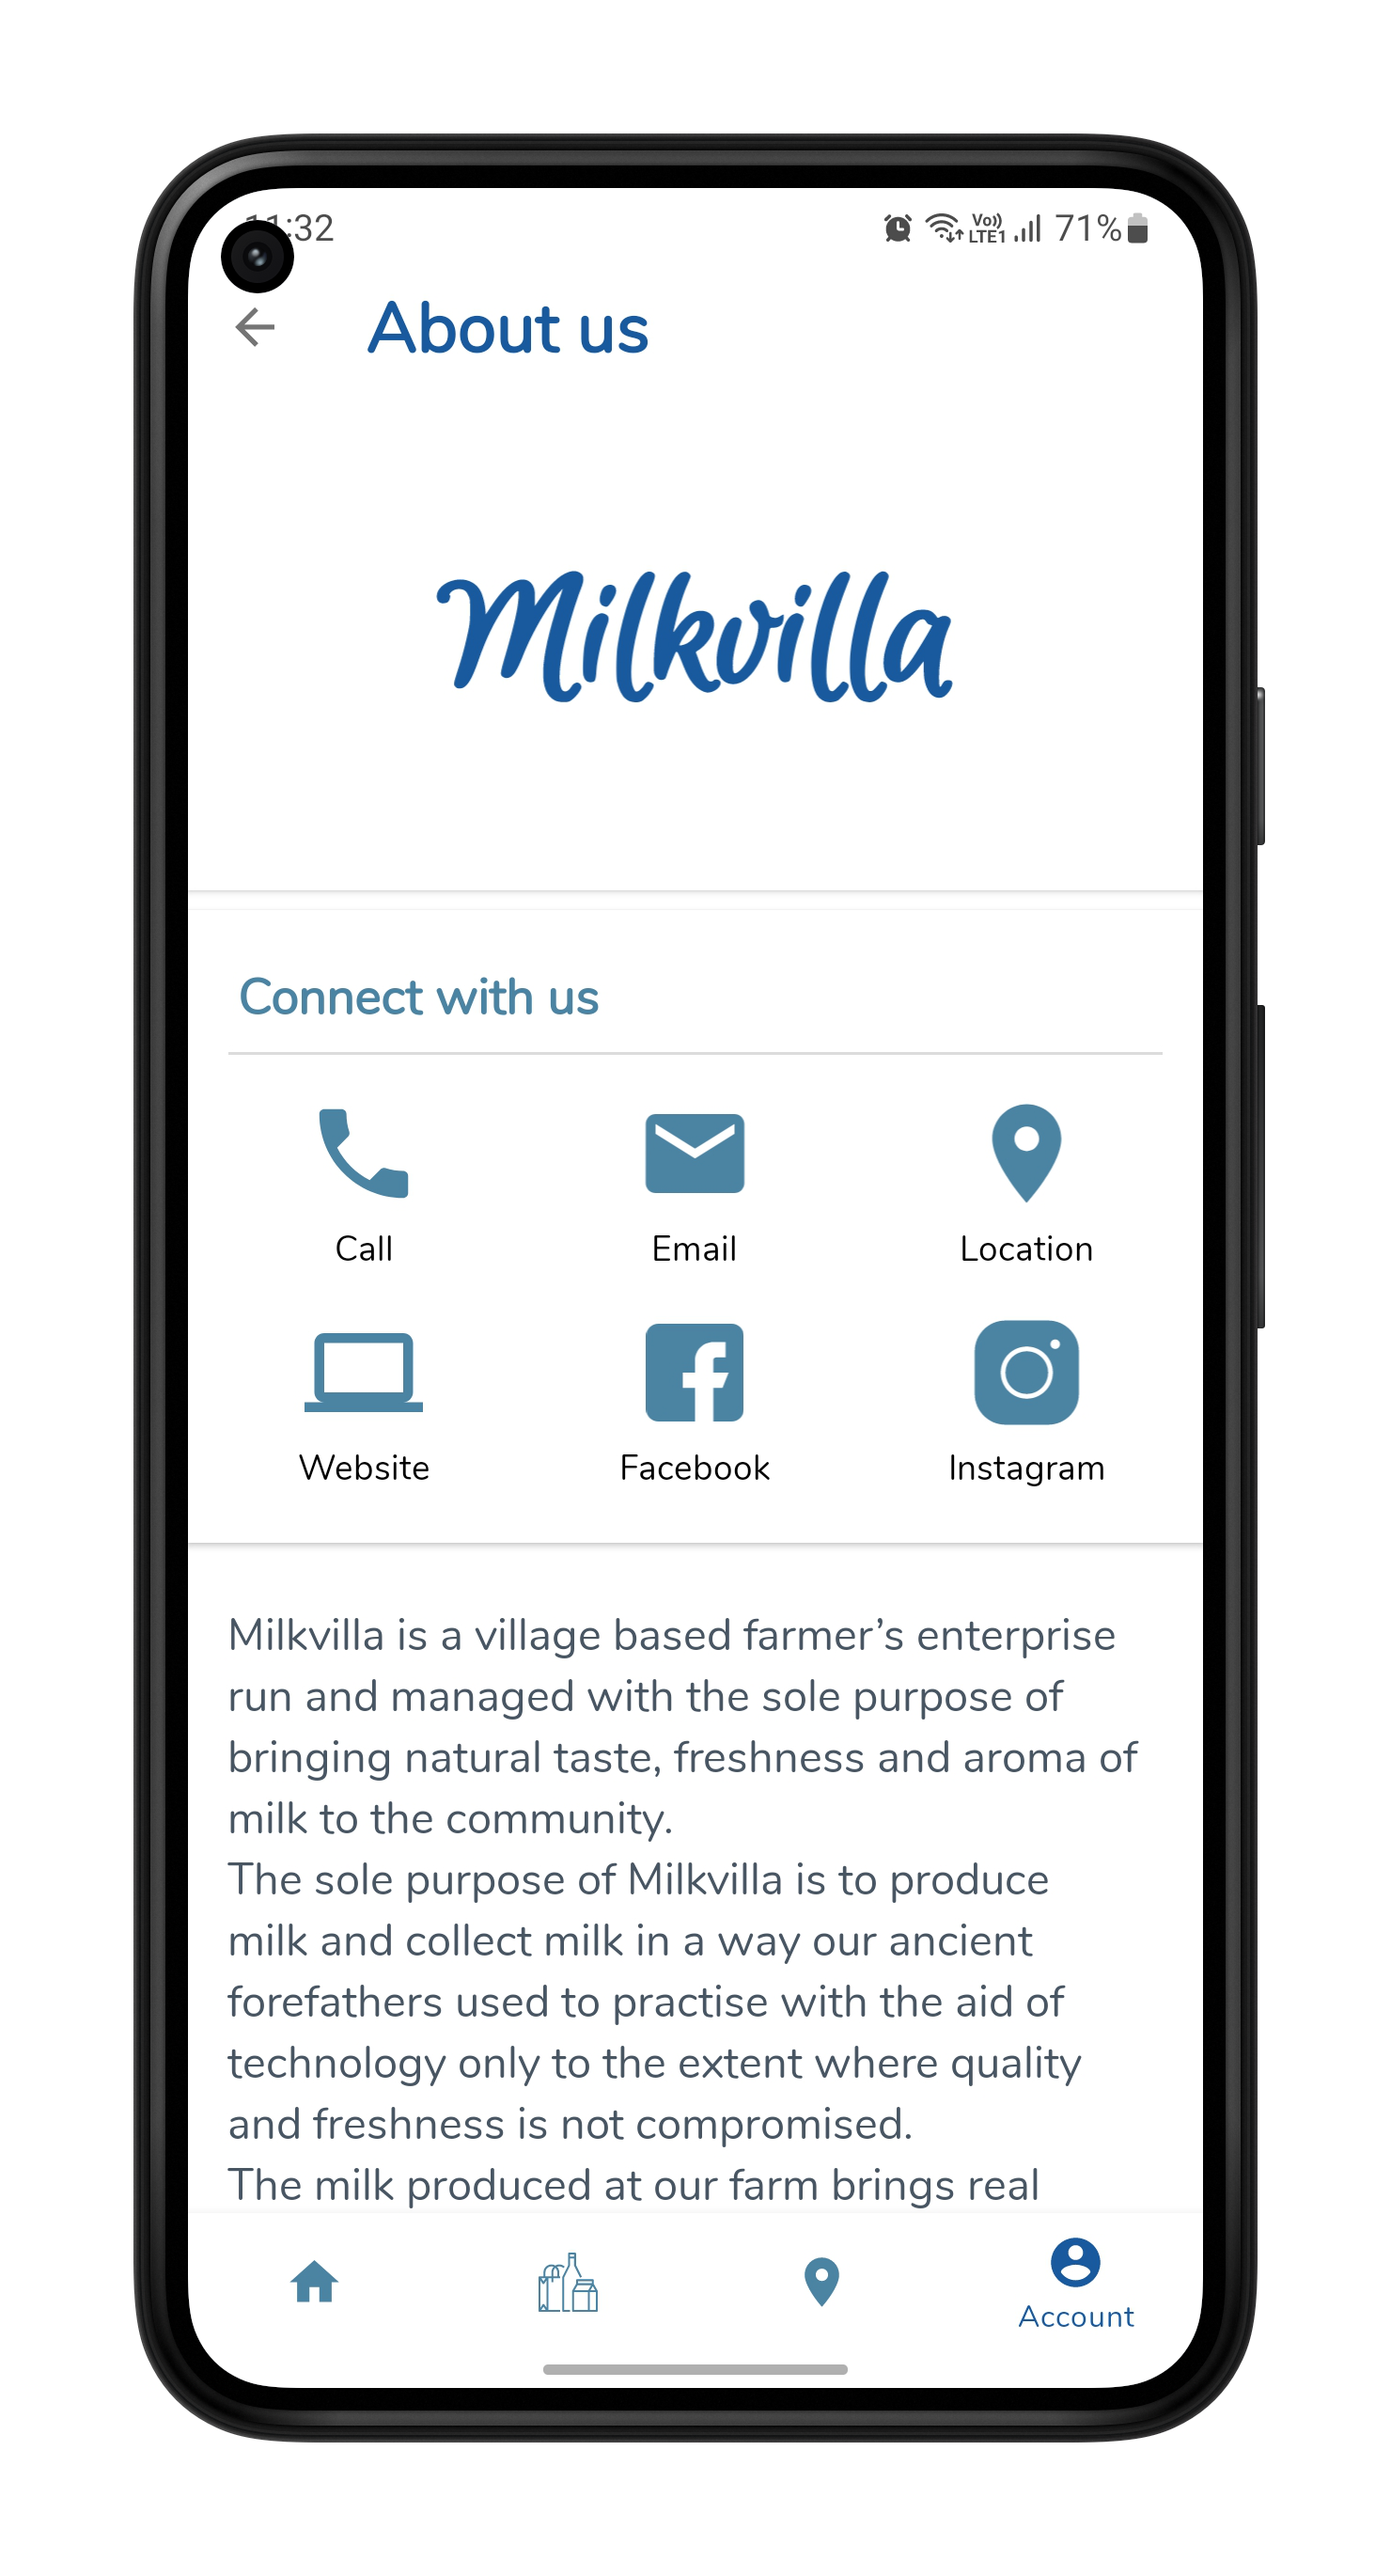 11:32
Vo)) LTE1 71%
About us
Milkvilla
Connect with us
Call Email Location
Website Facebook Instagram
Milkvilla is a village based farmer’s enterprise
run and managed with the sole purpose of
bringing natural taste, freshness and aroma of
milk to the community.
The sole purpose of Milkvilla is to produce
milk and collect milk in a way our ancient
forefathers used to practise with the aid of
technology only to the extent where quality
and freshness is not compromised.
The milk produced at our farm brings real
Account